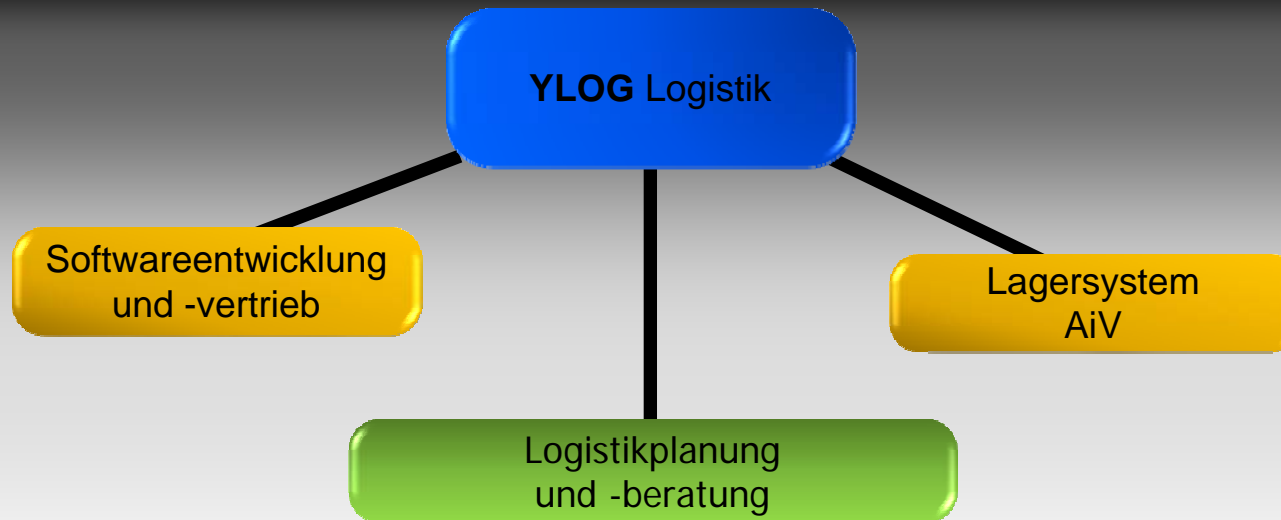 YLOG Logistik
Softwareentwicklung
und -vertrieb
Lagersystem
AiV
Logistikplanung
und -beratung